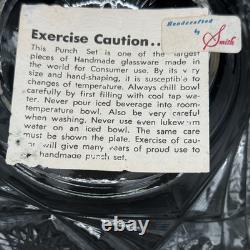 Handcrafted
by
Smith
Exercise Caution..
This Punch Set is one of the largest
pieces of Handmade glassware made in
the world for Consumer use. By its very
size and hand-shaping, it is susceptible to
changes of temperature. Always chill bowl
carefully by first filling with cool tap wa-
ter. Never pour iced beverage into room-
temperature bowl. Also be very careful
when washing. Never use even lukewarm
water on an iced bowl. The same care
must be shown the plate. Exercise of cau-
will give many years of proud use to
handmade punch set.